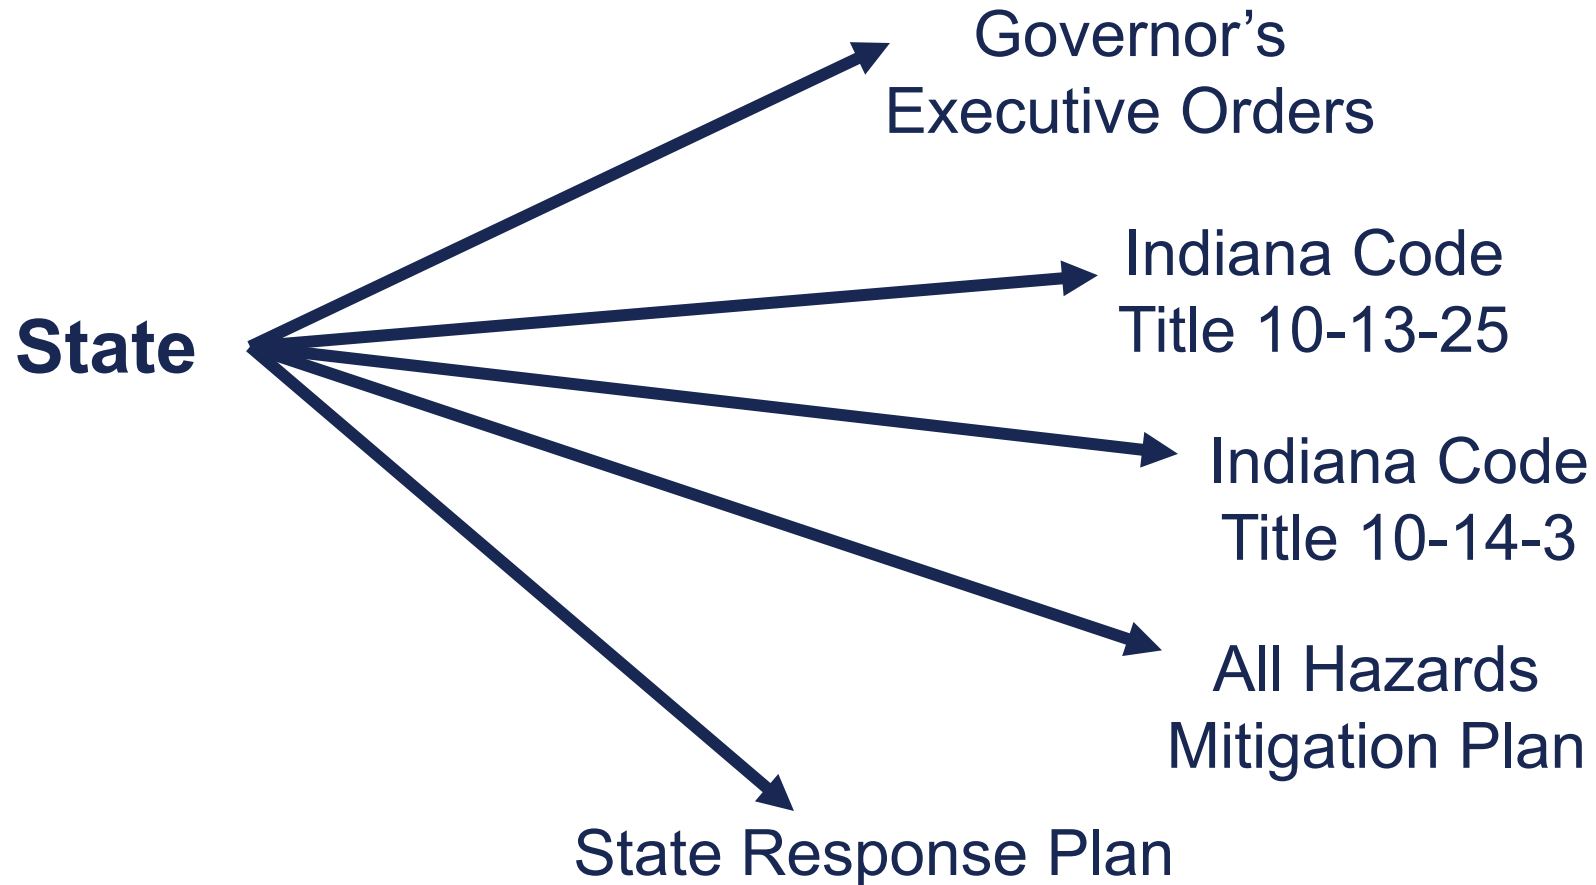 Governor’s
Executive Orders
Indiana Code
Title 10-13-25
State
Indiana Code
Title 10-14-3
All Hazards
Mitigation Plan
State Response Plan